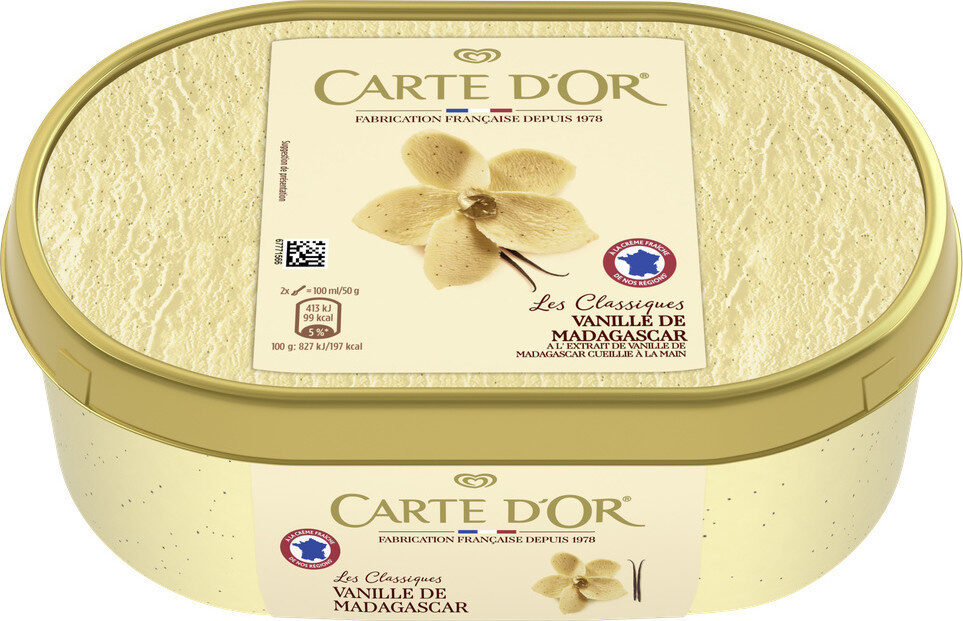 CARTE D'OR®
FABRICATION FRANÇAISE DEPUIS 1978
Suggestion de présentation
67771566
2x = 100 ml/50 g
413 kJ
99 kcal
5 %*
100 g: 827 kJ/197 kcal
À LA CRÈME FRAÎCHE
DE NOS RÉGIONS
Les Classiques
VANILLE DE
MADAGASCAR
A L'EXTRAIT DE VANILLE DE
MADAGASCAR CUEILLIE À LA MAIN
CARTE D'OR®
FABRICATION FRANÇAISE DEPUIS 1978
À LA CRÈME FRAÎCHE
DE NOS RÉGIONS
Les Classiques
VANILLE DE
MADAGASCAR